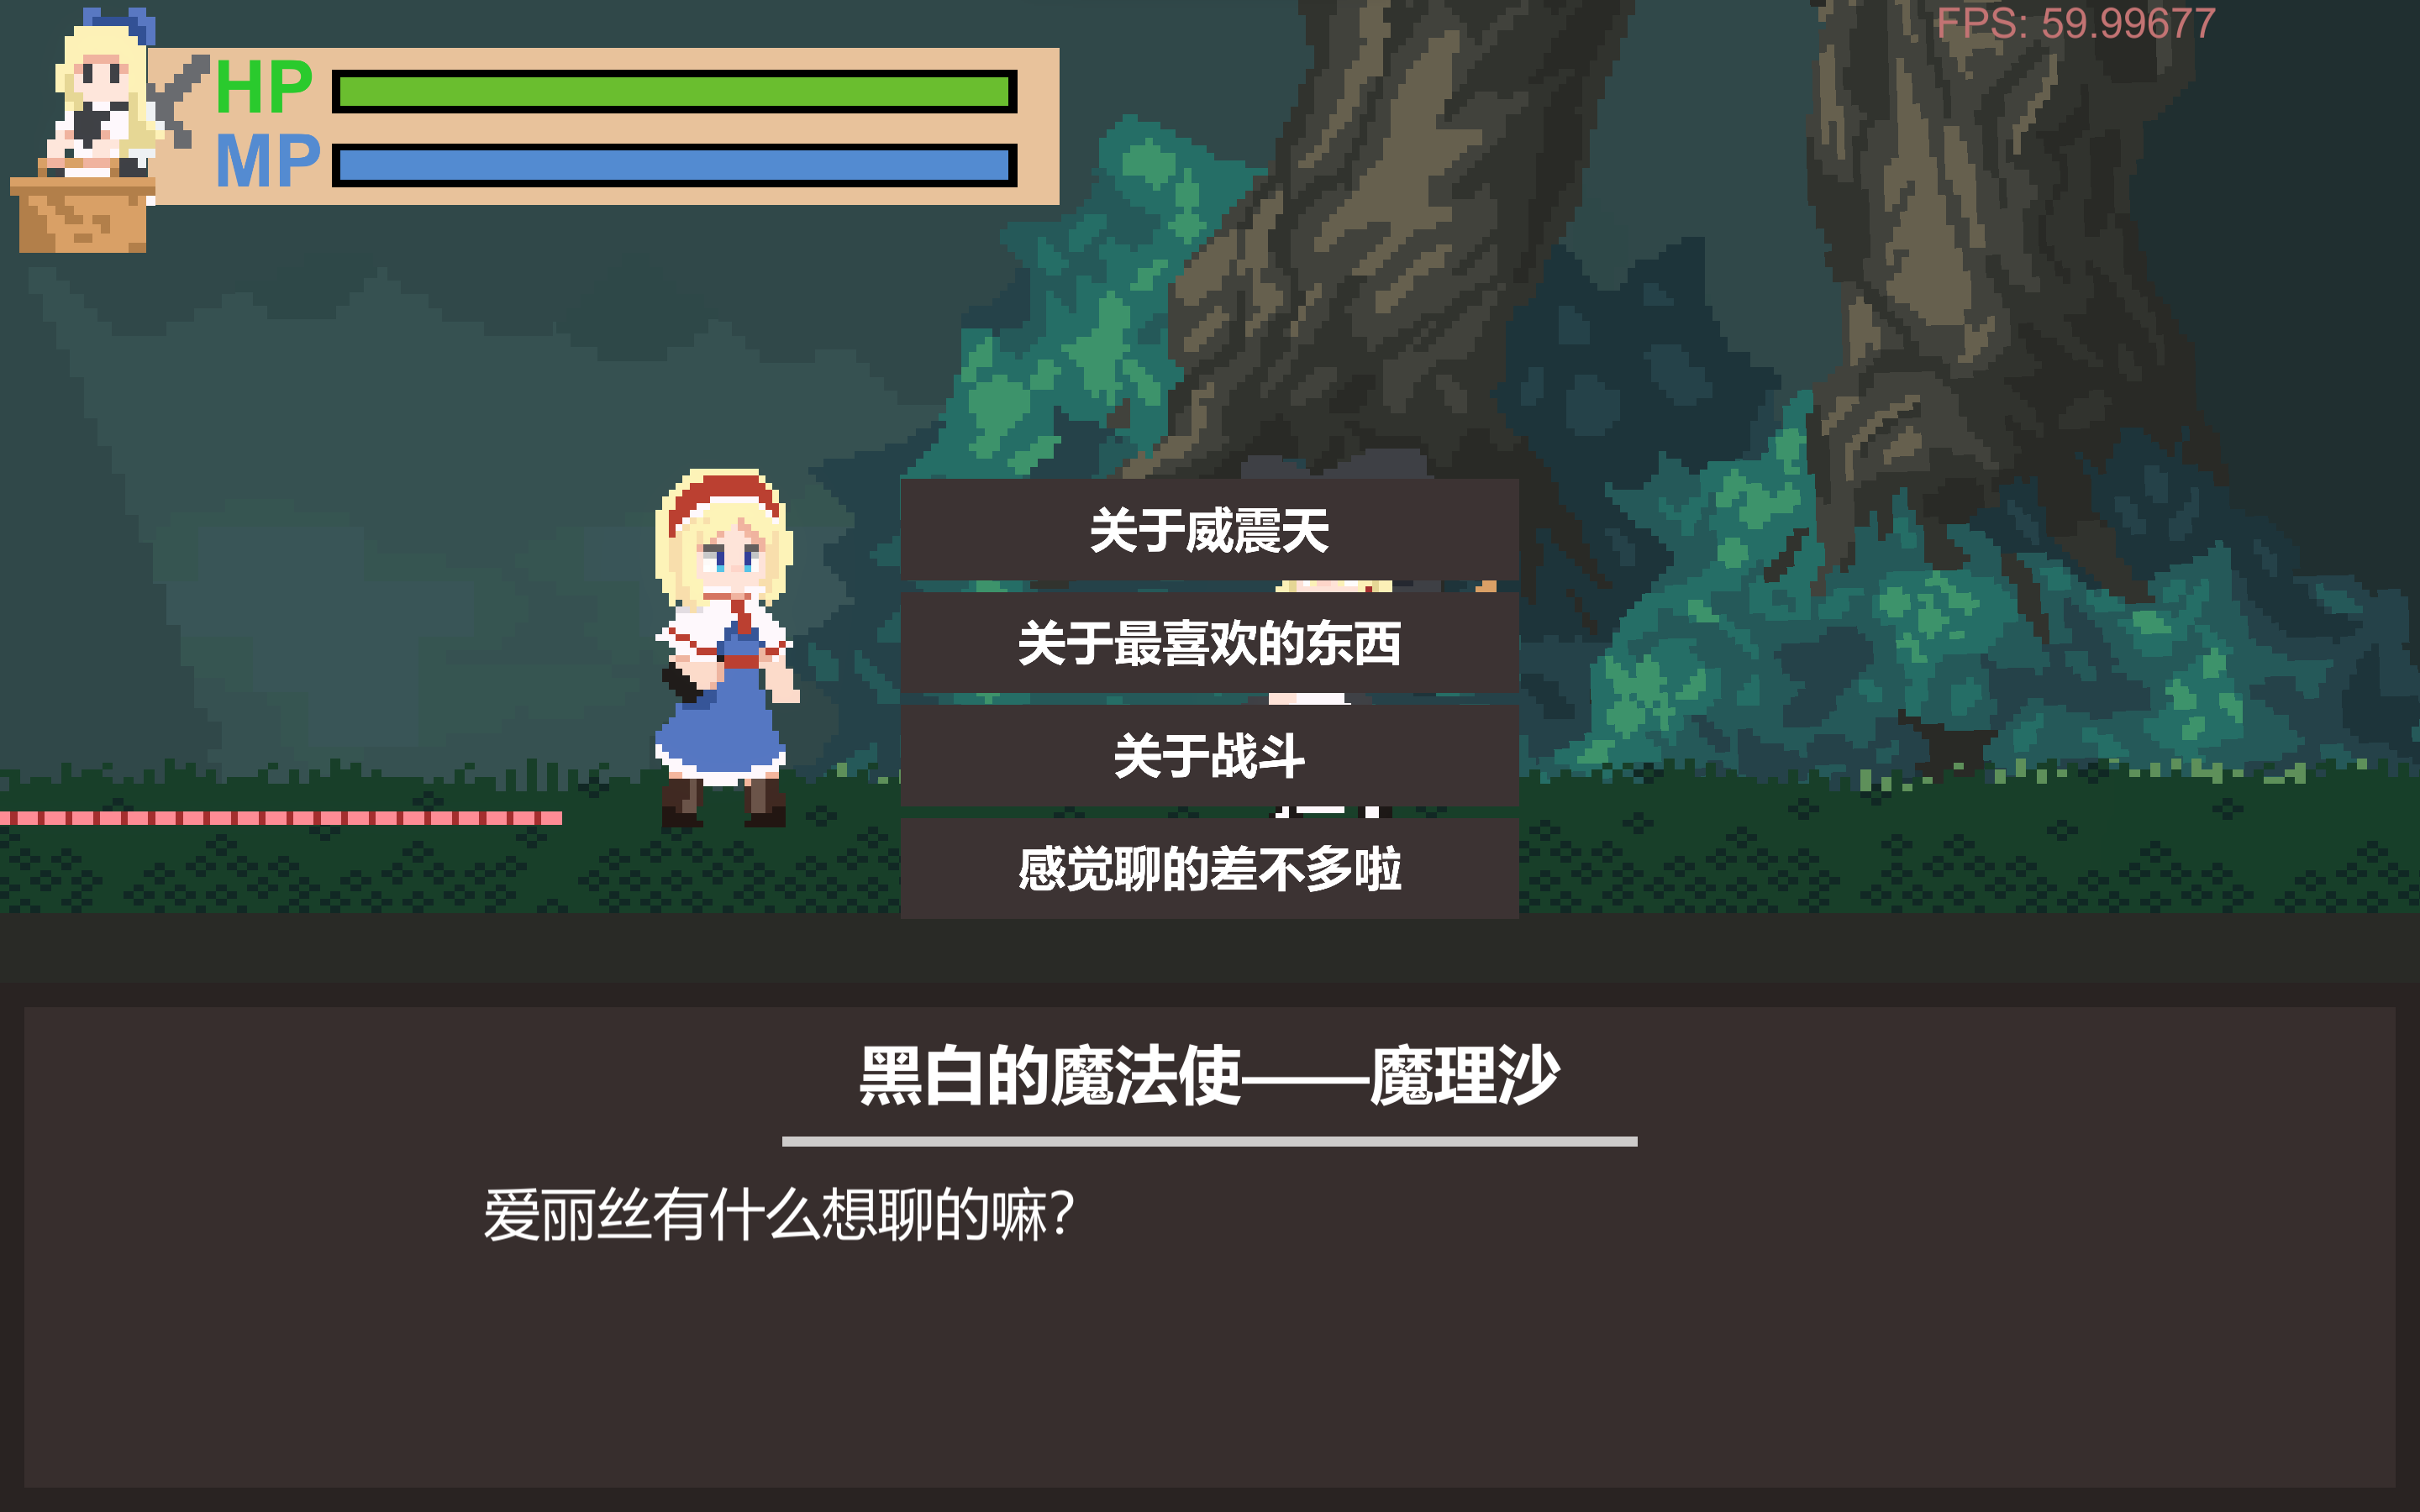 FPS: 59.99677
HP
MP
关于威震天
关于最喜欢的东西
关于战斗
感觉聊的差不多啦
黑白的魔法使——魔理沙
爱丽丝有什么想聊的嘛?